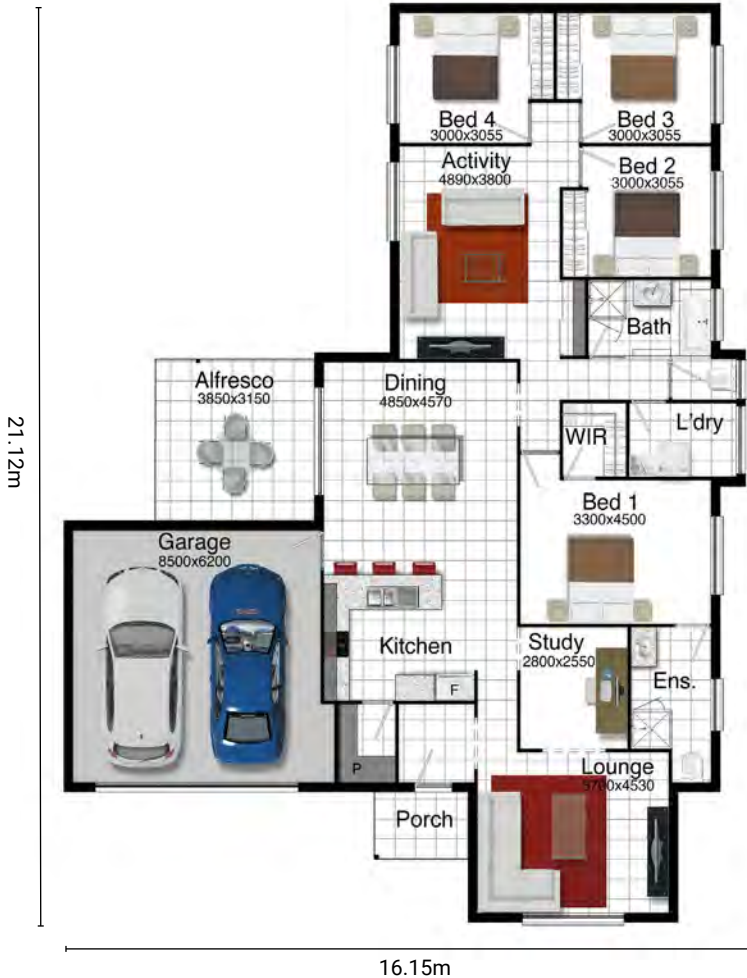 Bed 4
3000x3055
Bed 3
3000x3055
Activity
4890x3800
Bed 2
3000x3055
Bath
Alfresco
3850x3150
Dining
4850x4570
WIR
L'dry
21.12m
Bed 1
3300x4500
Garage
8500x6200
Kitchen
Study
2800x2550
F
Ens.
P
Lounge
Porch
16.15m